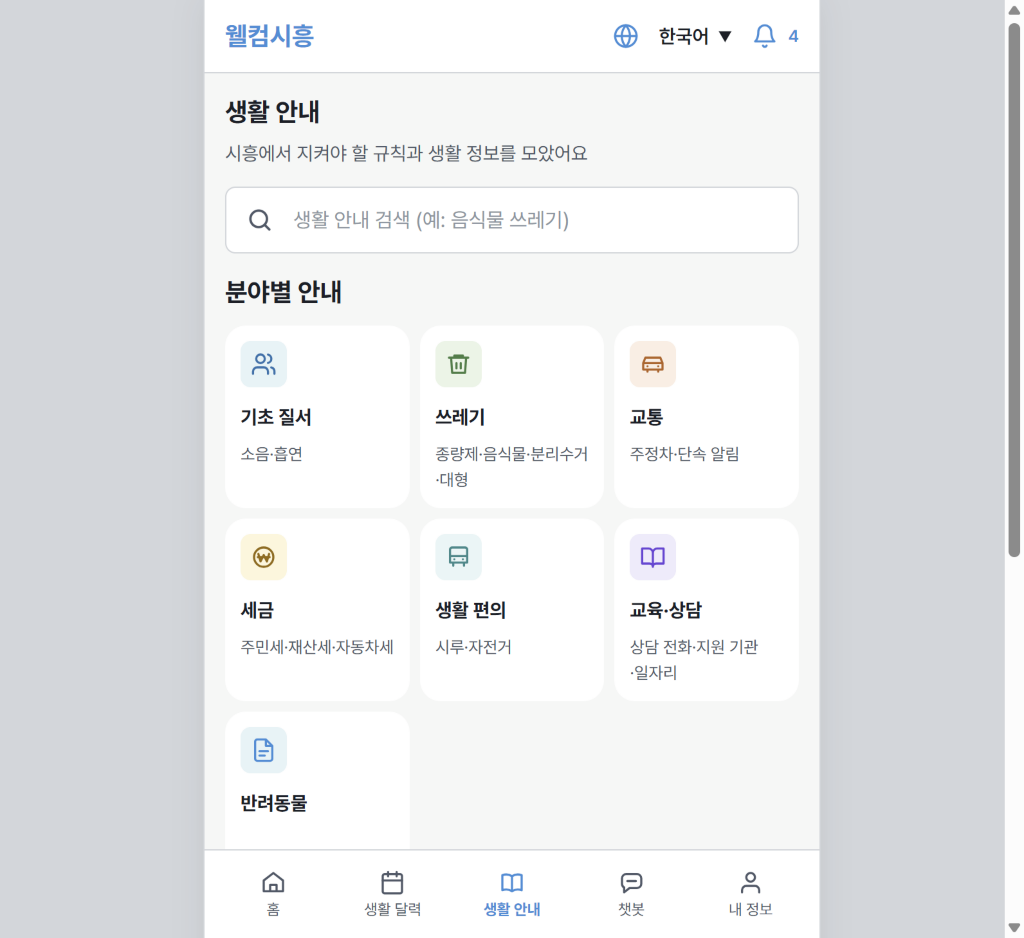 웰컴시흥
한국어 ▼
4
생활 안내
시흥에서 지켜야 할 규칙과 생활 정보를 모았어요
생활 안내 검색 (예: 음식물 쓰레기)
분야별 안내
기초 질서
소음·흡연
쓰레기
종량제·음식물·분리수거
·대형
교통
주정차·단속 알림
세금
주민세·재산세·자동차세
생활 편의
시루·자전거
교육·상담
상담 전화·지원 기관
·일자리
반려동물
홈
생활 달력
생활 안내
챗봇
내 정보